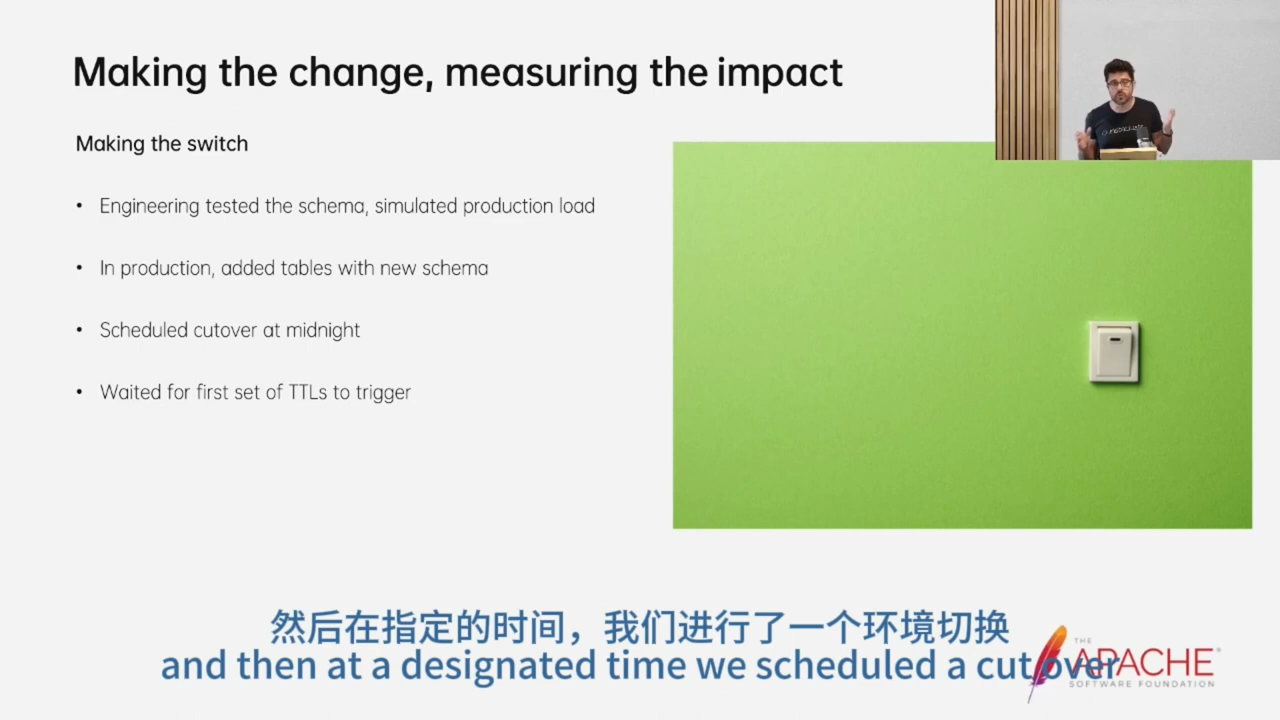 Making the change, measuring the impact
Making the switch
• Engineering tested the schema, simulated production load
• In production, added tables with new schema
• Scheduled cutover at midnight
• Waited for first set of TTLs to trigger
然后在指定的时间，我们进行了一个环境切换
and then at a designated time we scheduled a cut over
THE
APACHE®
SOFTWARE FOUNDATION